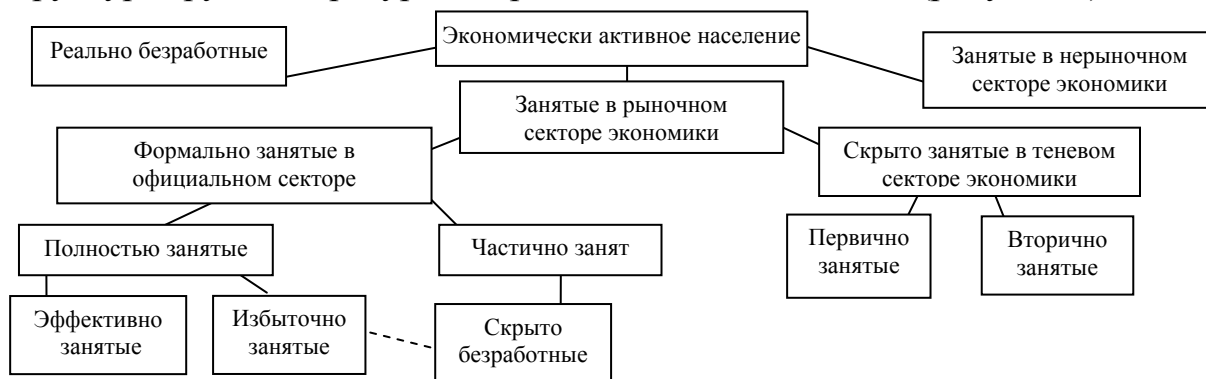 Экономически активное население
Реально безработные
Занятые в нерыночном
секторе экономики
Занятые в рыночном
секторе экономики
Формально занятые в
официальном секторе
Скрыто занятые в теневом
секторе экономики
Полностью занятые
Частично занят
Первично
занятые
Вторично
занятые
Эффективно
занятые
Избыточно
занятые
Скрыто
безработные